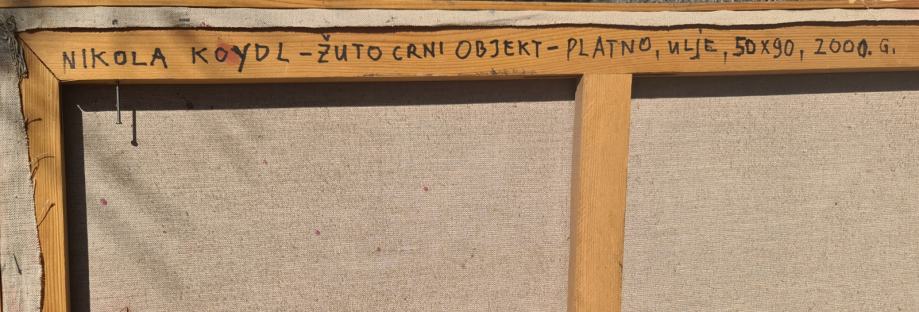 NIKOLA KOYDL - ŽUTO CRNI OBJEKT - PLATNO, ULJE, 50X90, 2000. G.